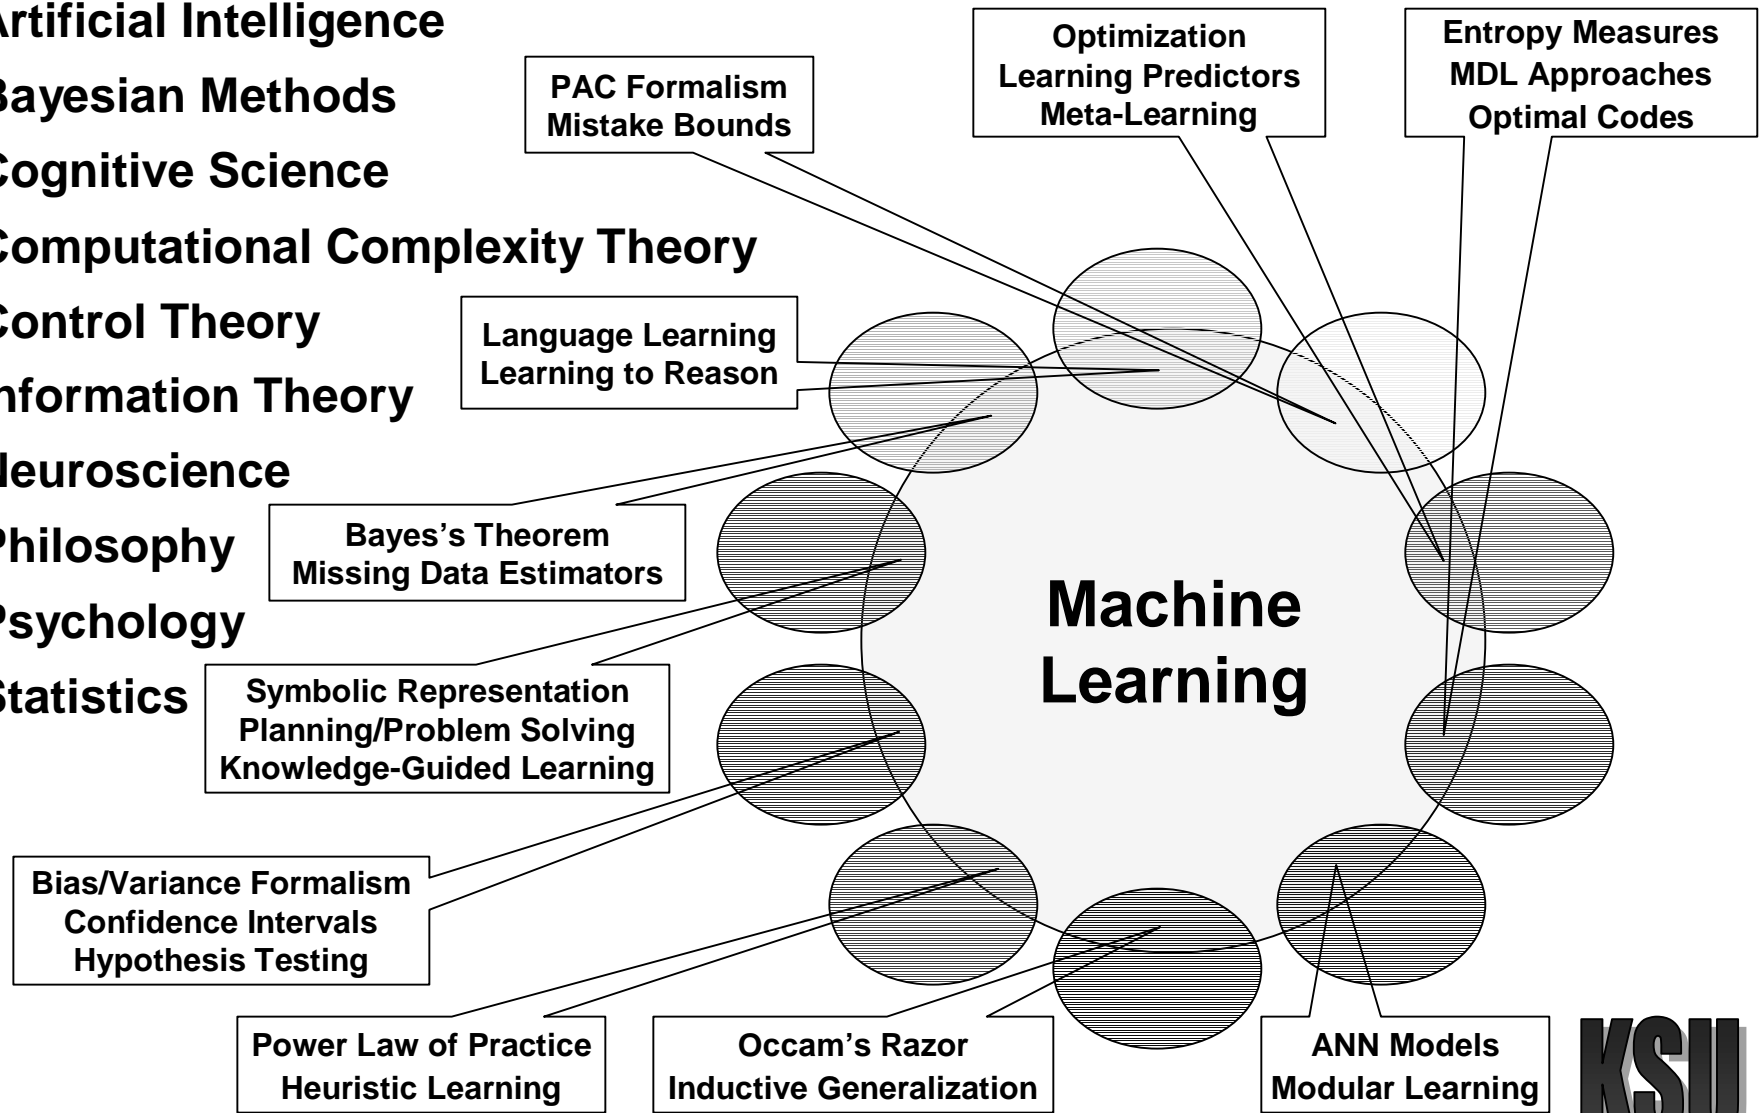 Artificial Intelligence
Bayesian Methods
Cognitive Science
Computational Complexity Theory
Control Theory
Information Theory
Neuroscience
Philosophy
Psychology
Statistics
PAC Formalism
Mistake Bounds
Optimization
Learning Predictors
Meta-Learning
Entropy Measures
MDL Approaches
Optimal Codes
Language Learning
Learning to Reason
Bayes’s Theorem
Missing Data Estimators
Symbolic Representation
Planning/Problem Solving
Knowledge-Guided Learning
Bias/Variance Formalism
Confidence Intervals
Hypothesis Testing
Power Law of Practice
Heuristic Learning
Occam’s Razor
Inductive Generalization
ANN Models
Modular Learning
Machine
Learning
KSU